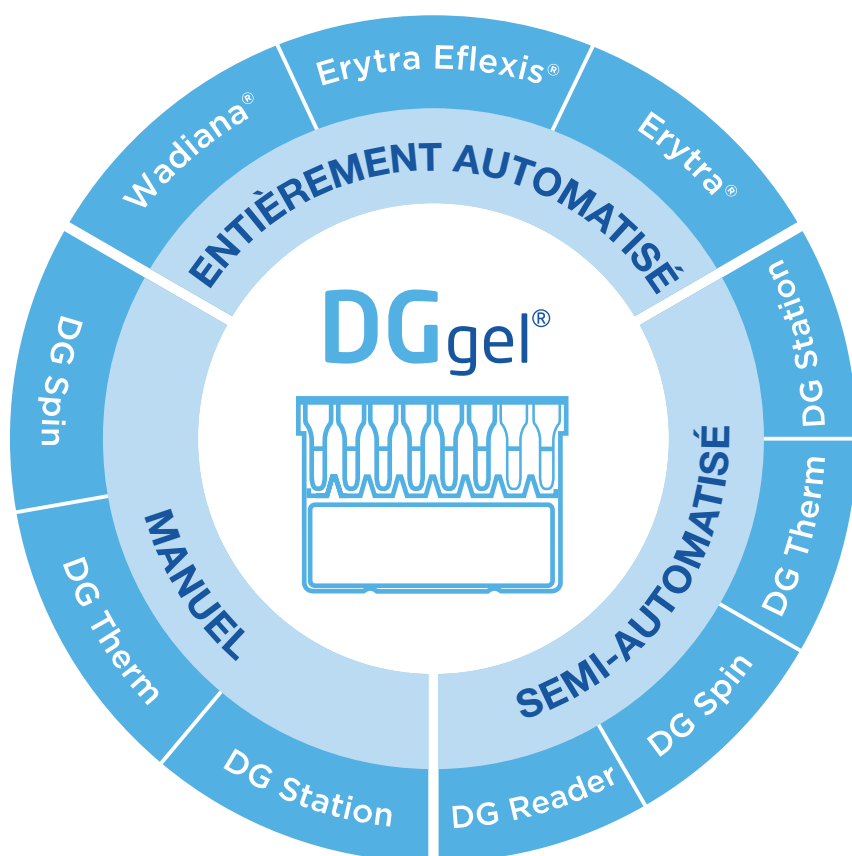 DGgel®
ENTIÈREMENT AUTOMATISÉ
Wadiana®
Erytra Eflexis®
Erytra®
SEMI-AUTOMATISÉ
DG Station
DG Therm
DG Spin
DG Reader
MANUEL
DG Station
DG Therm
DG Spin